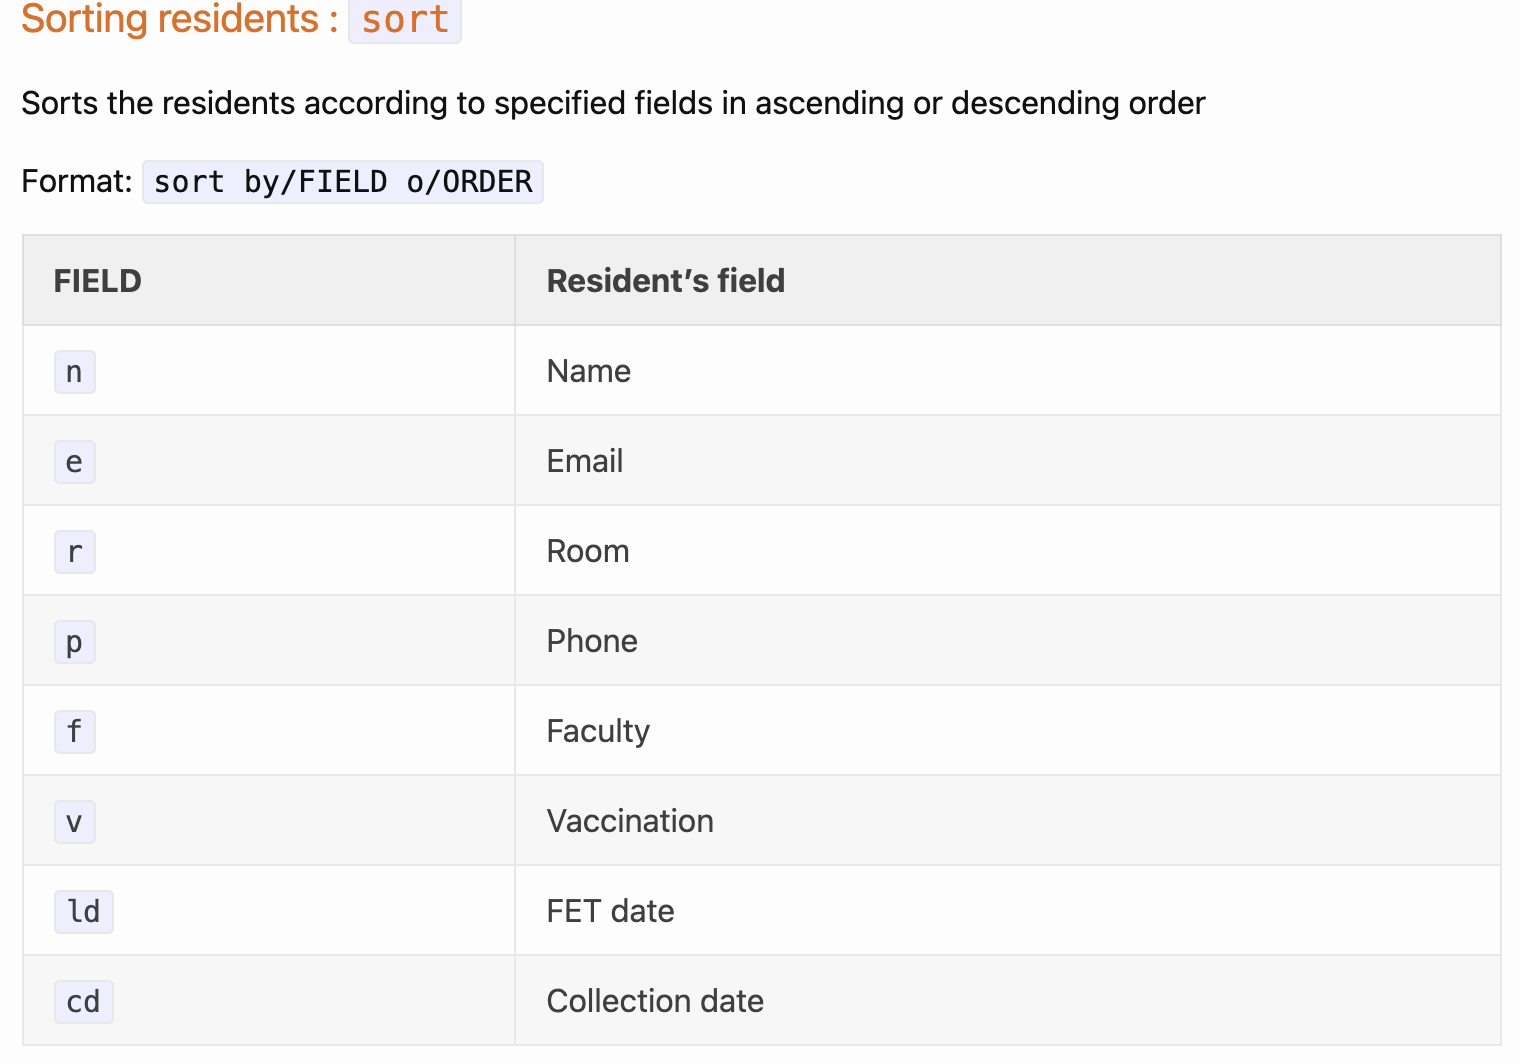 Sorting residents : sort
Sorts the residents according to specified fields in ascending or descending order
Format: sort by/FIELD o/ORDER
FIELD Resident’s field
n Name
e Email
r Room
p Phone
f Faculty
v Vaccination
ld FET date
cd Collection date